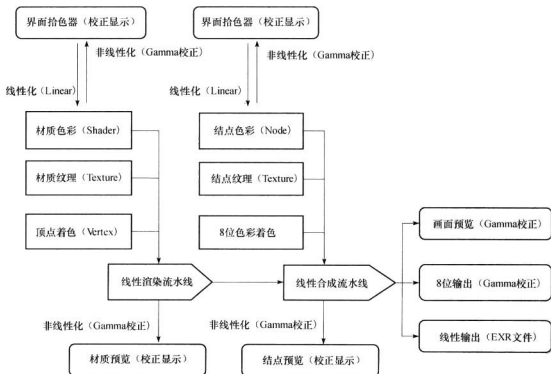 界面拾色器（校正显示）
界面拾色器（校正显示）
非线性化（Gamma校正）
非线性化（Gamma校正）
线性化（Linear）
线性化（Linear）
材质色彩（Shader）
结点色彩（Node）
材质纹理（Texture）
结点纹理（Texture）
顶点着色（Vertex）
8位色彩着色
画面预览（Gamma校正）
线性渲染流水线
线性合成流水线
8位输出（Gamma校正）
非线性化（Gamma校正）
非线性化（Gamma校正）
线性输出（EXR文件）
材质预览（校正显示）
结点预览（校正显示）